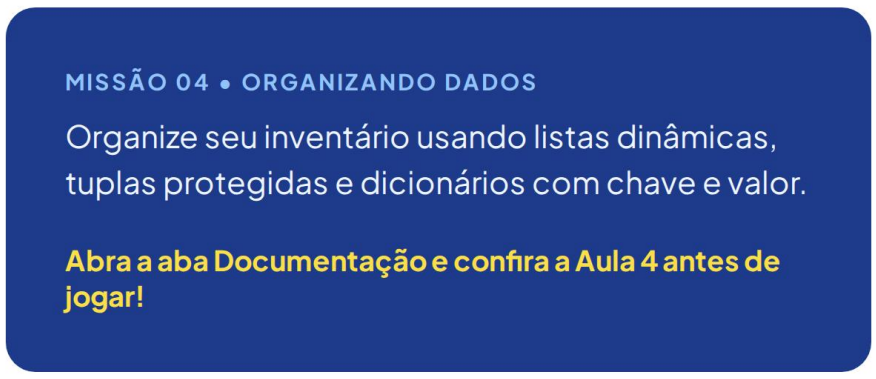 MISSÃO 04 • ORGANIZANDO DADOS
Organize seu inventário usando listas dinâmicas,
tuplas protegidas e dicionários com chave e valor.
Abra a aba Documentação e confira a Aula 4 antes de
jogar!